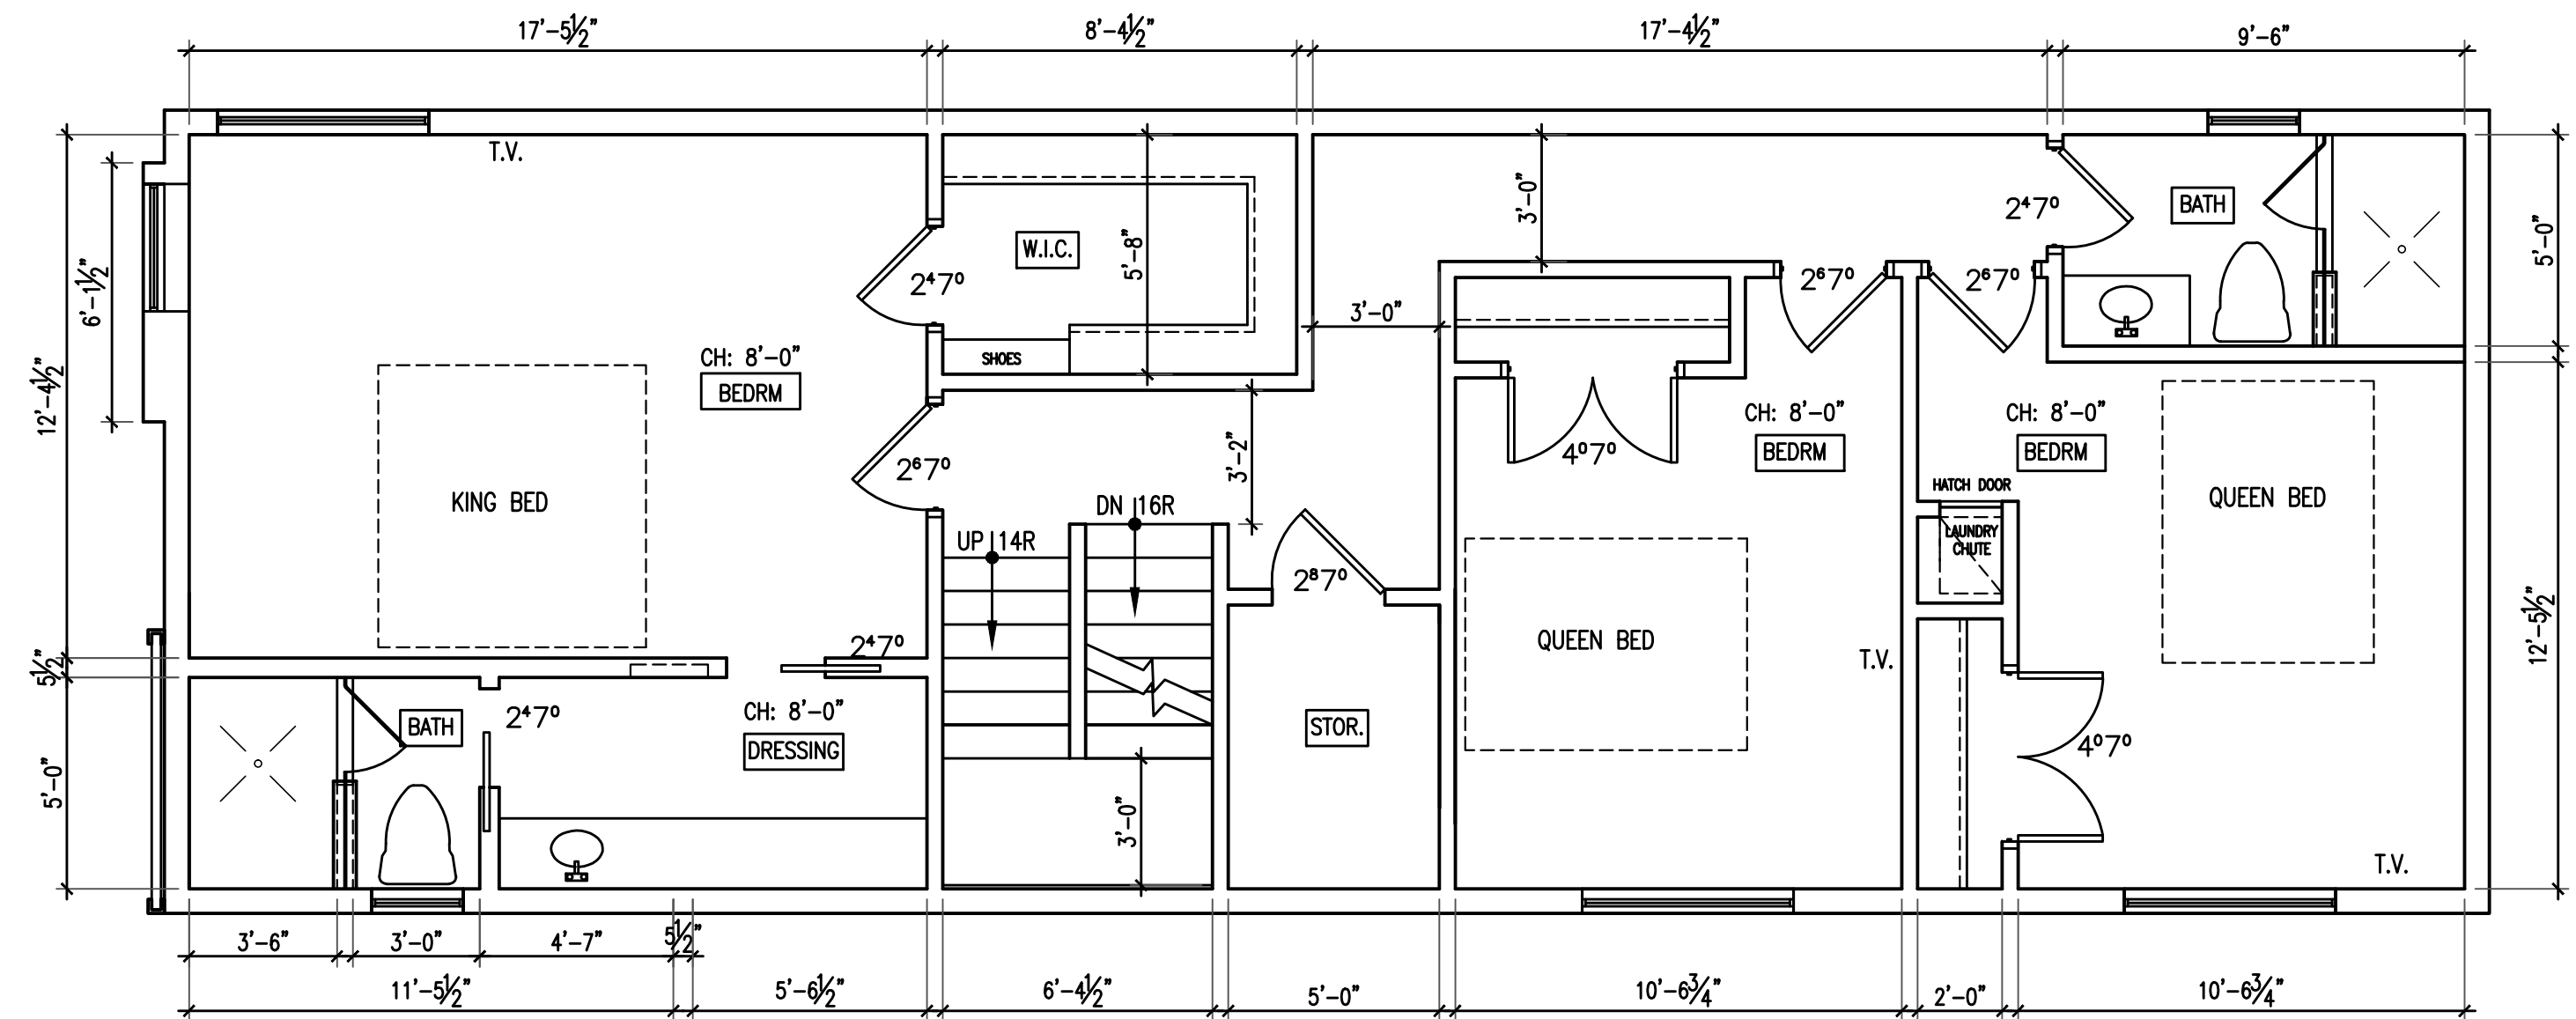 17'-5½" 8'-4½" 17'-4½" 9'-6"
T.V.
6'-1½"
12'-4½"
5½"
5'-0"
CH: 8'-0"
BEDRM
KING BED
2⁴7⁰
W.I.C.
5'-8"
SHOES
2⁶7⁰
3'-2"
UP 14R
DN 16R
2⁴7⁰
BATH
2⁴7⁰
CH: 8'-0"
DRESSING
3'-0"
2⁸7⁰
STOR.
3'-0"
3'-0"
2⁶7⁰
2⁶7⁰
4⁰7⁰
CH: 8'-0"
BEDRM
QUEEN BED
T.V.
2⁴7⁰
BATH
5'-0"
CH: 8'-0"
BEDRM
HATCH DOOR
LAUNDRY
CHUTE
QUEEN BED
12'-5½"
4⁰7⁰
T.V.
3'-6" 3'-0" 4'-7" 5½"
11'-5½" 5'-6½" 6'-4½" 5'-0" 10'-6¾" 2'-0" 10'-6¾"